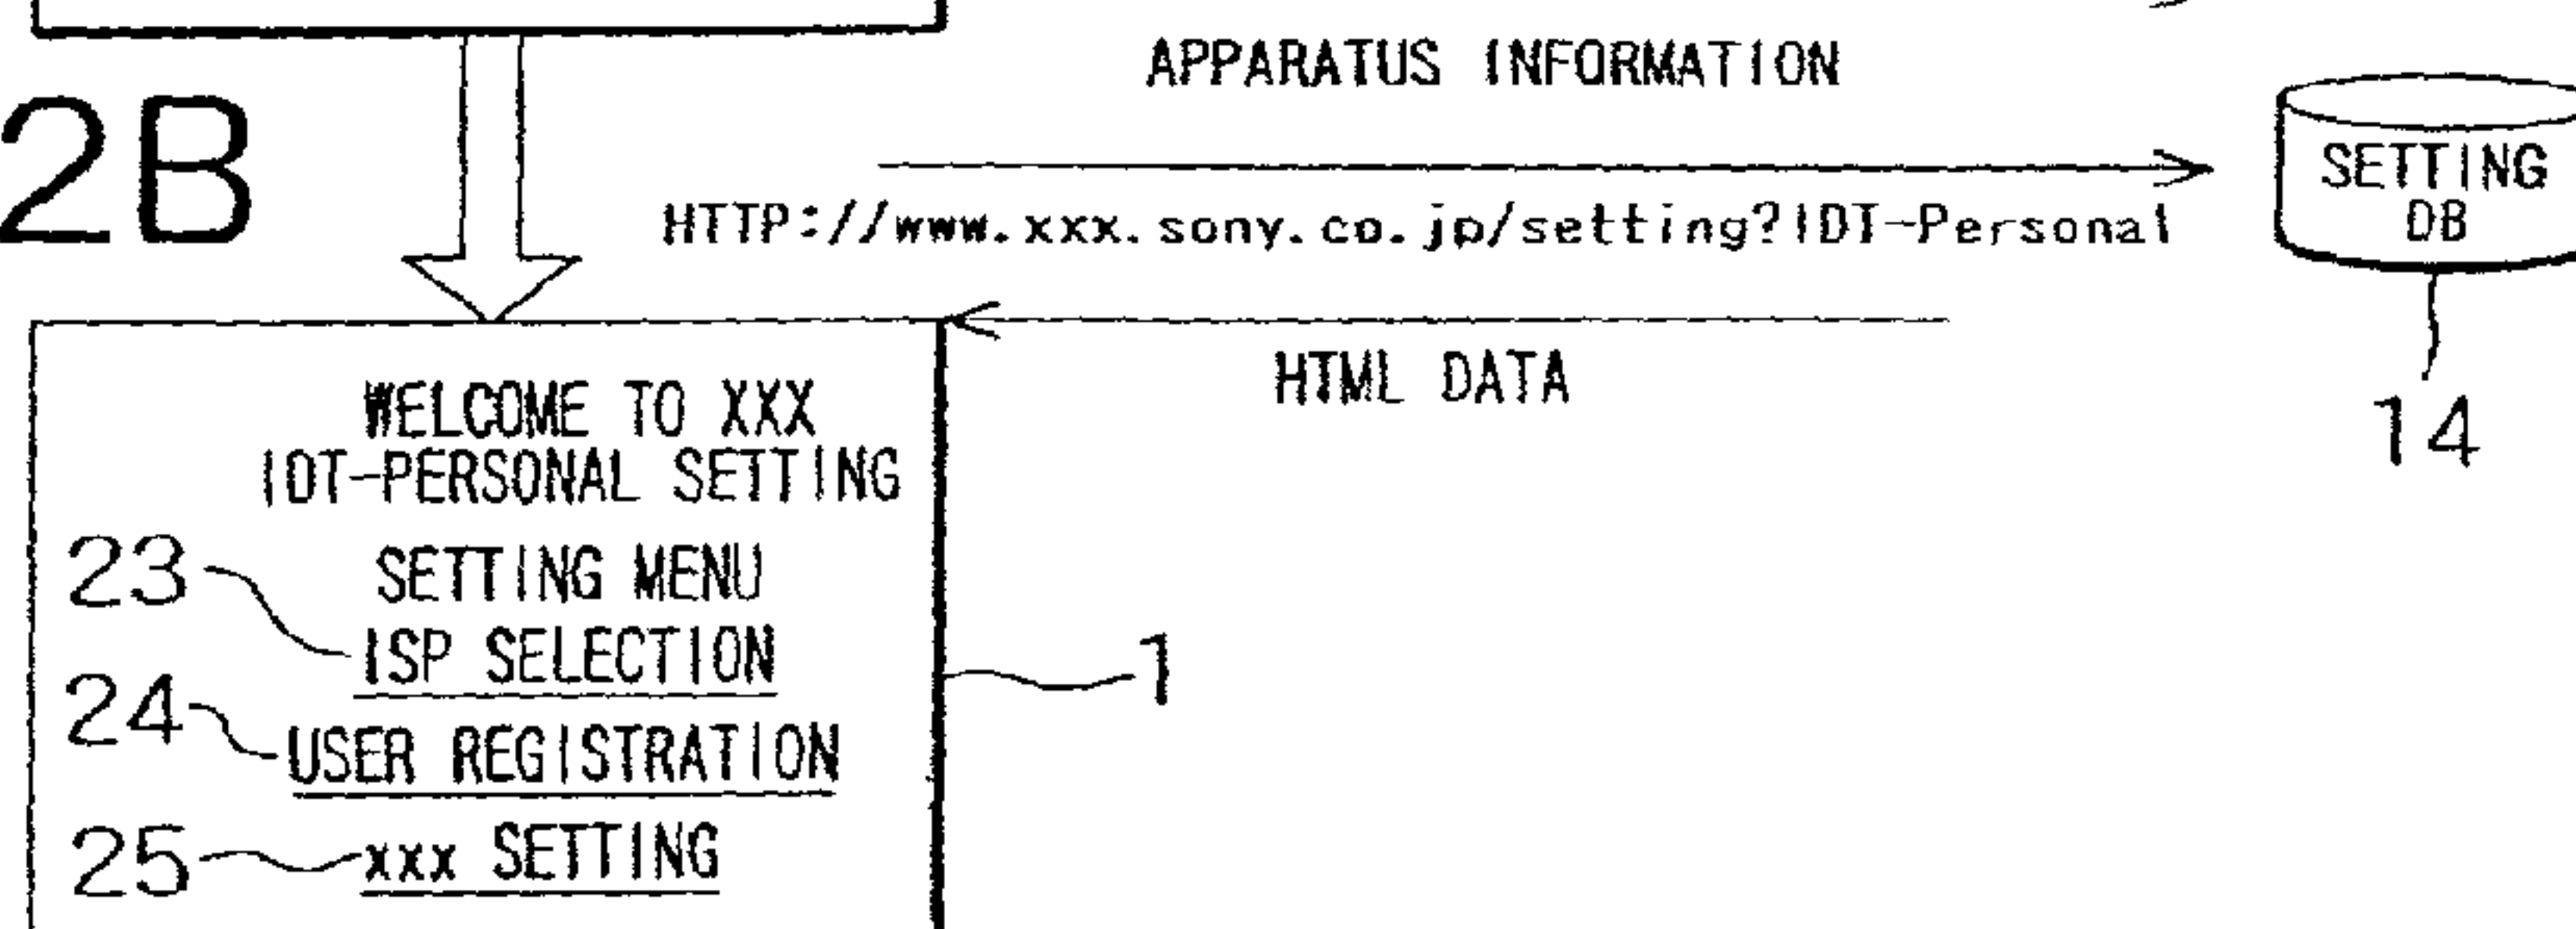 APPARATUS INFORMATION
2B
SETTING
DB
HTTP://www.xxx.sony.co.jp/setting?IDT-Personal
HTML DATA
14
WELCOME TO XXX
IDT-PERSONAL SETTING
23
SETTING MENU
ISP SELECTION
1
24
USER REGISTRATION
25
xxx SETTING